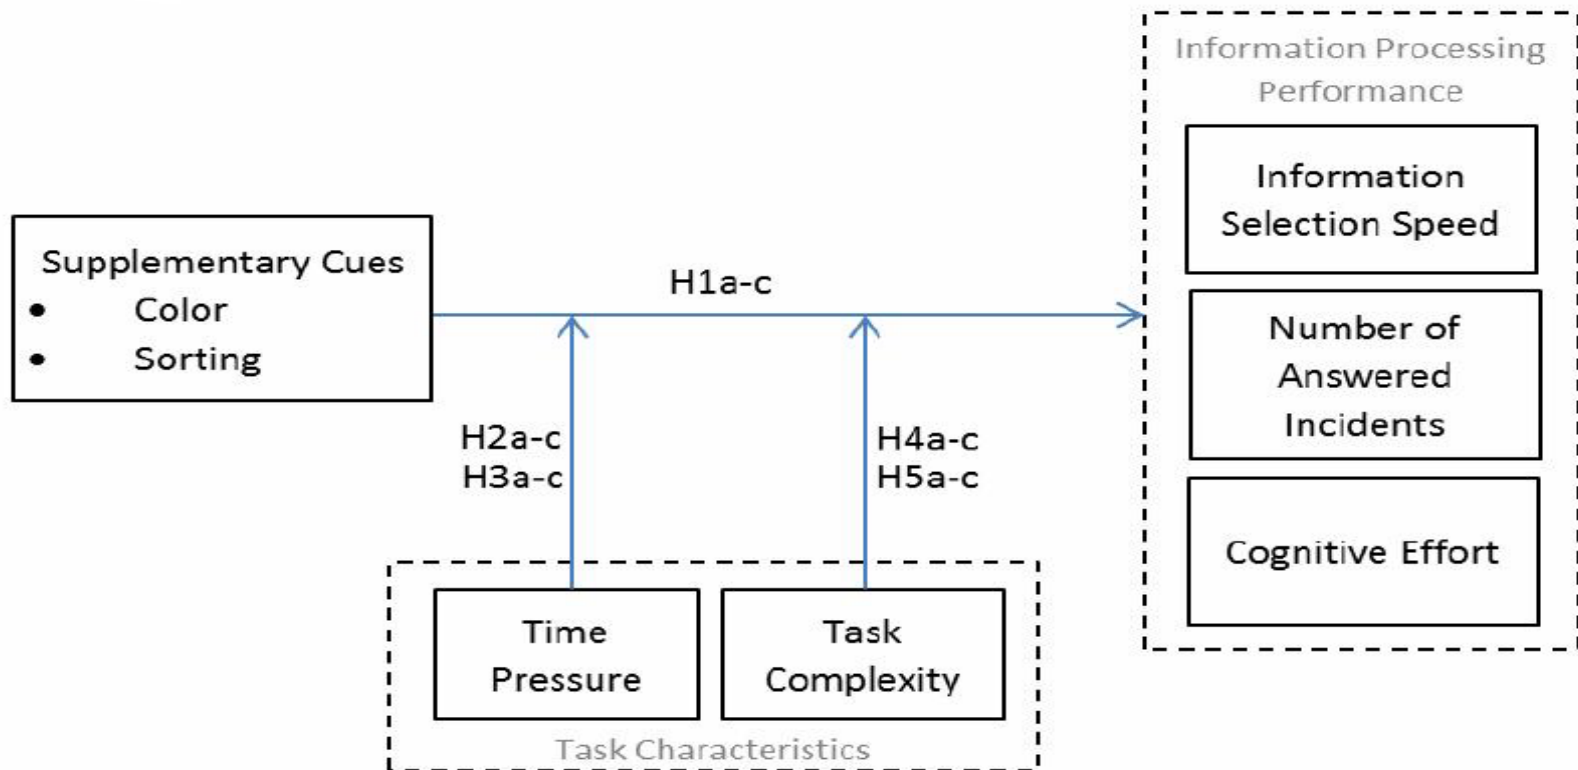 Supplementary Cues
• Color
• Sorting
H1a-c
H2a-c
H3a-c
H4a-c
H5a-c
Time
Pressure
Task
Complexity
Task Characteristics
Information Processing
Performance
Information
Selection Speed
Number of
Answered
Incidents
Cognitive Effort